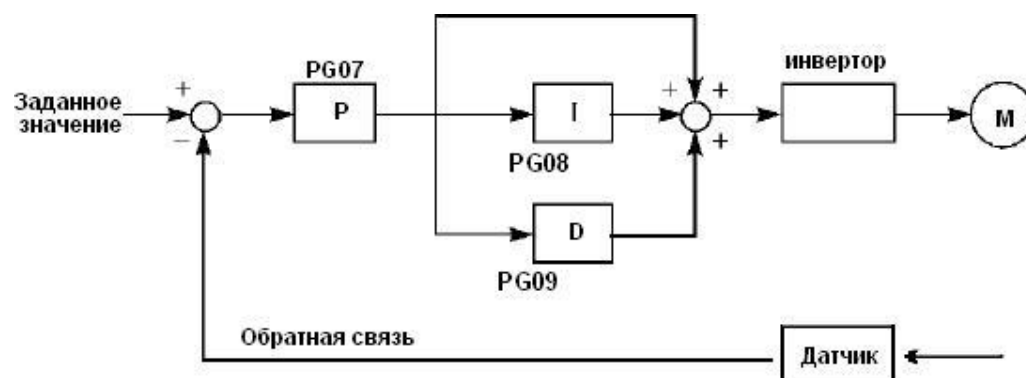 PG07
инвертор
Заданное
значение
+
−
P
I
+
+
+
M
PG08
D
PG09
Обратная связь
Датчик